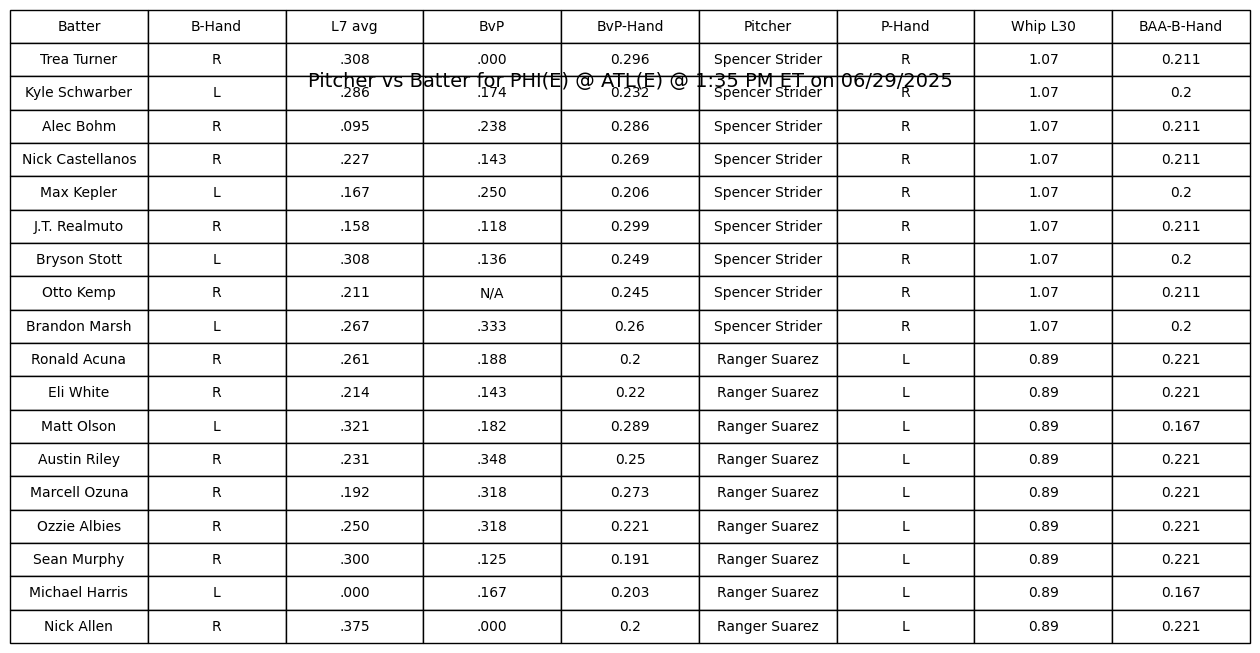 Batter B-Hand L7 avg BvP BvP-Hand Pitcher P-Hand Whip L30 BAA-B-Hand
Trea Turner R .308 .000 0.296 Spencer Strider R 1.07 0.211
Pitcher vs Batter for PHI(E) @ ATL(E) @ 1:35 PM ET on 06/29/2025
Kyle Schwarber L .286 .174 0.232 Spencer Strider R 1.07 0.2
Alec Bohm R .095 .238 0.286 Spencer Strider R 1.07 0.211
Nick Castellanos R .227 .143 0.269 Spencer Strider R 1.07 0.211
Max Kepler L .167 .250 0.206 Spencer Strider R 1.07 0.2
J.T. Realmuto R .158 .118 0.299 Spencer Strider R 1.07 0.211
Bryson Stott L .308 .136 0.249 Spencer Strider R 1.07 0.2
Otto Kemp R .211 N/A 0.245 Spencer Strider R 1.07 0.211
Brandon Marsh L .267 .333 0.26 Spencer Strider R 1.07 0.2
Ronald Acuna R .261 .188 0.2 Ranger Suarez L 0.89 0.221
Eli White R .214 .143 0.22 Ranger Suarez L 0.89 0.221
Matt Olson L .321 .182 0.289 Ranger Suarez L 0.89 0.167
Austin Riley R .231 .348 0.25 Ranger Suarez L 0.89 0.221
Marcell Ozuna R .192 .318 0.273 Ranger Suarez L 0.89 0.221
Ozzie Albies R .250 .318 0.221 Ranger Suarez L 0.89 0.221
Sean Murphy R .300 .125 0.191 Ranger Suarez L 0.89 0.221
Michael Harris L .000 .167 0.203 Ranger Suarez L 0.89 0.167
Nick Allen R .375 .000 0.2 Ranger Suarez L 0.89 0.221